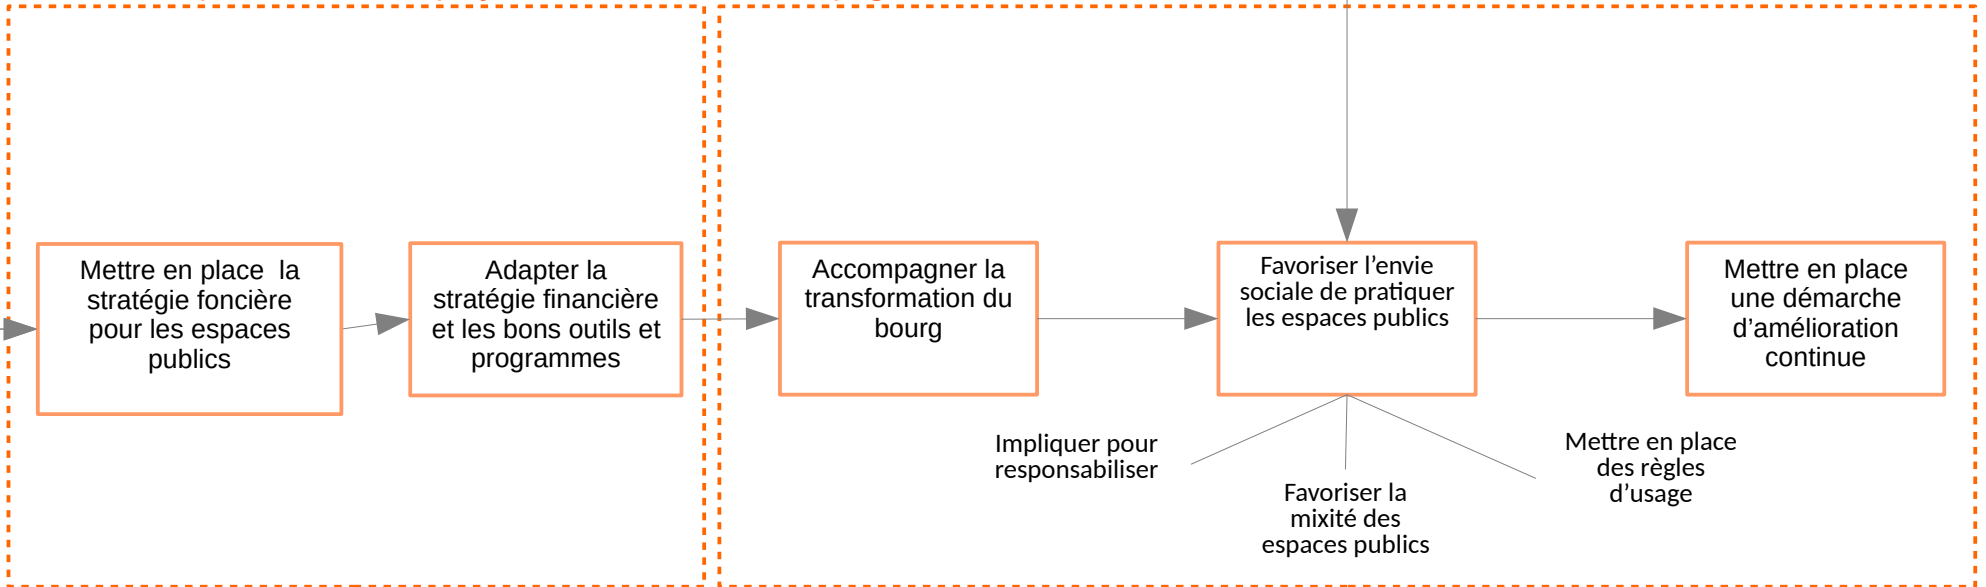 Mettre en place  la
stratégie foncière
pour les espaces
publics
Adapter la
stratégie financière
et les bons outils et
programmes
Accompagner la
transformation du
bourg
Favoriser l’envie
sociale de pratiquer
les espaces publics
Mettre en place
une démarche
d’amélioration
continue
Impliquer pour
responsabiliser
Favoriser la
mixité des
espaces publics
Mettre en place
des règles
d’usage